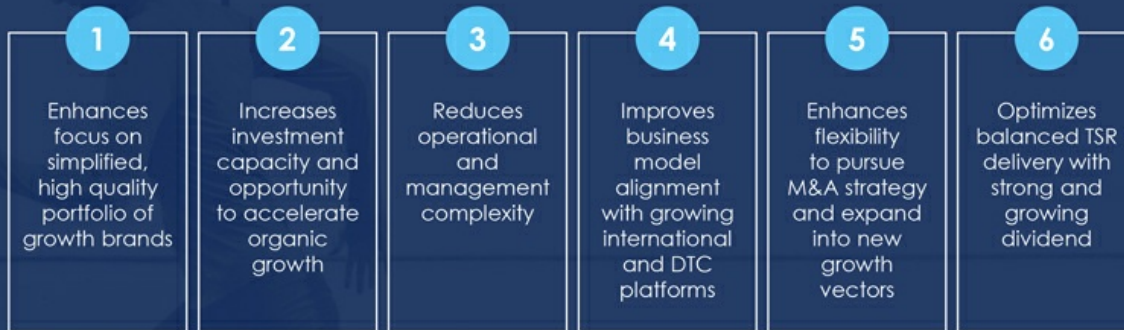 1
Enhances
focus on
simplified,
high quality
portfolio of
growth brands
2
Increases
investment
capacity and
opportunity
to accelerate
organic
growth
3
Reduces
operational
and
management
complexity
4
Improves
business
model
alignment
with growing
international
and DTC
platforms
5
Enhances
flexibility
to pursue
M&A strategy
and expand
into new
growth
vectors
6
Optimizes
balanced TSR
delivery with
strong and
growing
dividend